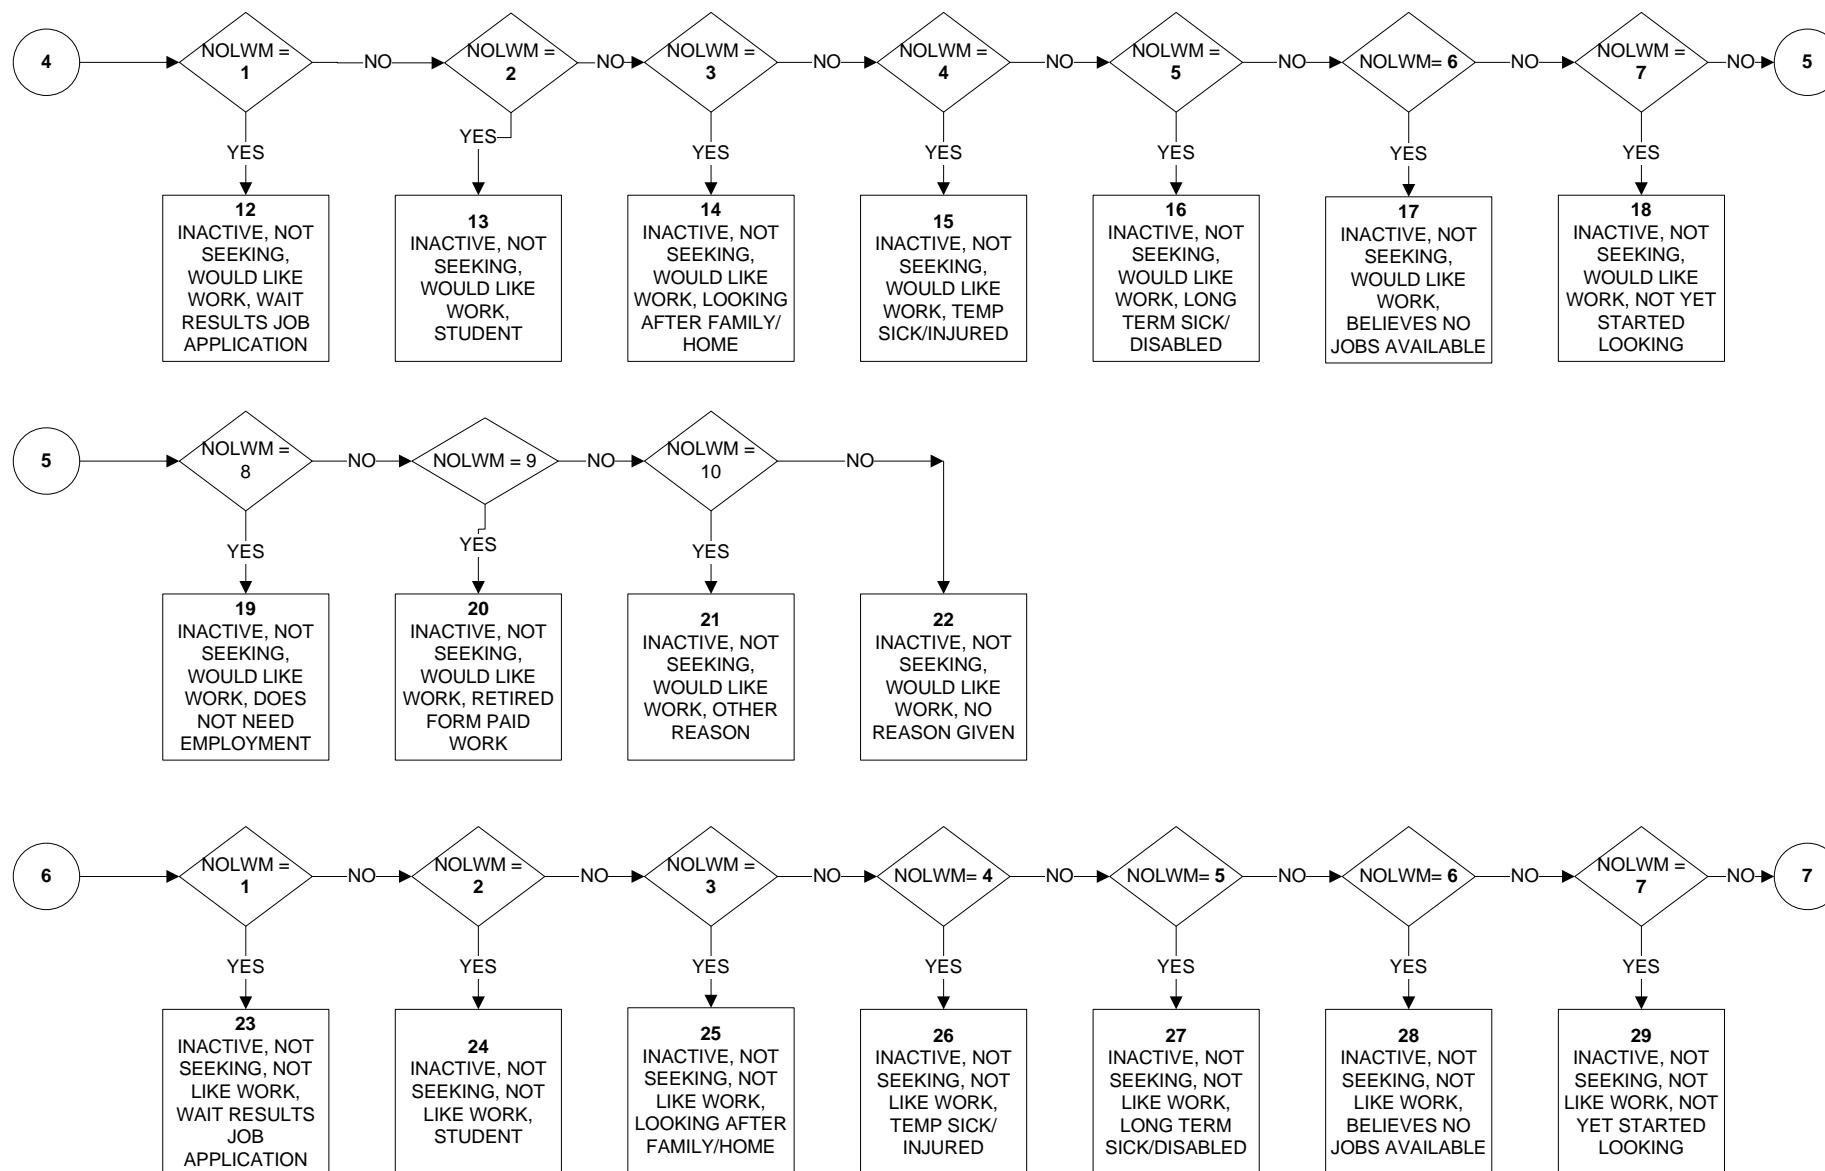 4
NOLWM =
1
NO
NOLWM =
2
NO
NOLWM =
3
NO
NOLWM =
4
NO
NOLWM =
5
NO
NOLWM= 6
NO
NOLWM =
7
NO
5
YES
YES
YES
YES
YES
YES
YES
12
INACTIVE, NOT
SEEKING,
WOULD LIKE
WORK, WAIT
RESULTS JOB
APPLICATION
13
INACTIVE, NOT
SEEKING,
WOULD LIKE
WORK,
STUDENT
14
INACTIVE, NOT
SEEKING,
WOULD LIKE
WORK, LOOKING
AFTER FAMILY/
HOME
15
INACTIVE, NOT
SEEKING,
WOULD LIKE
WORK, TEMP
SICK/INJURED
16
INACTIVE, NOT
SEEKING,
WOULD LIKE
WORK, LONG
TERM SICK/
DISABLED
17
INACTIVE, NOT
SEEKING,
WOULD LIKE
WORK,
BELIEVES NO
JOBS AVAILABLE
18
INACTIVE, NOT
SEEKING,
WOULD LIKE
WORK, NOT YET
STARTED
LOOKING
5
NOLWM =
8
NO
NOLWM = 9
NO
NOLWM =
10
NO
YES
YES
YES
19
INACTIVE, NOT
SEEKING,
WOULD LIKE
WORK, DOES
NOT NEED
EMPLOYMENT
20
INACTIVE, NOT
SEEKING,
WOULD LIKE
WORK, RETIRED
FORM PAID
WORK
21
INACTIVE, NOT
SEEKING,
WOULD LIKE
WORK, OTHER
REASON
22
INACTIVE, NOT
SEEKING,
WOULD LIKE
WORK, NO
REASON GIVEN
6
NOLWM =
1
NO
NOLWM =
2
NO
NOLWM =
3
NO
NOLWM= 4
NO
NOLWM= 5
NO
NOLWM= 6
NO
NOLWM =
7
NO
7
YES
YES
YES
YES
YES
YES
YES
23
INACTIVE, NOT
SEEKING, NOT
LIKE WORK,
WAIT RESULTS
JOB
APPLICATION
24
INACTIVE, NOT
SEEKING, NOT
LIKE WORK,
STUDENT
25
INACTIVE, NOT
SEEKING, NOT
LIKE WORK,
LOOKING AFTER
FAMILY/HOME
26
INACTIVE, NOT
SEEKING, NOT
LIKE WORK,
TEMP SICK/
INJURED
27
INACTIVE, NOT
SEEKING, NOT
LIKE WORK,
LONG TERM
SICK/DISABLED
28
INACTIVE, NOT
SEEKING, NOT
LIKE WORK,
BELIEVES NO
JOBS AVAILABLE
29
INACTIVE, NOT
SEEKING, NOT
LIKE WORK, NOT
YET STARTED
LOOKING